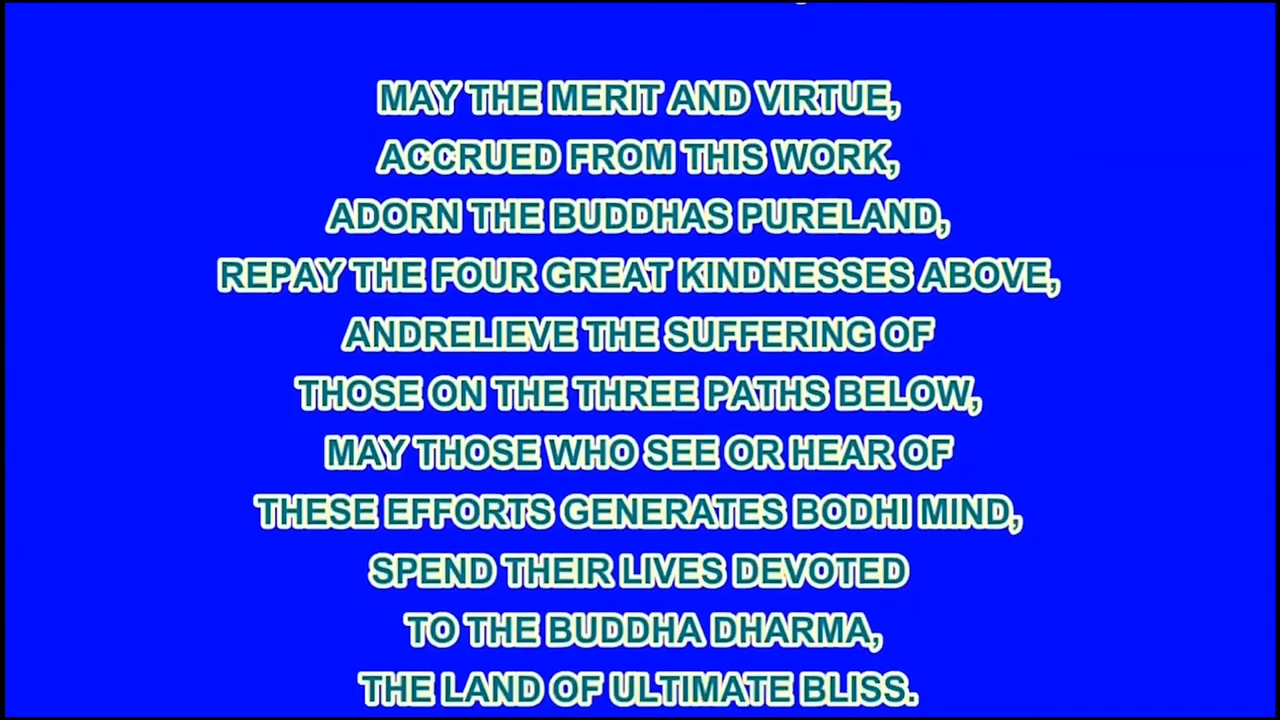 MAY THE MERIT AND VIRTUE,
ACCRUED FROM THIS WORK,
ADORN THE BUDDHAS PURELAND,
REPAY THE FOUR GREAT KINDNESSES ABOVE,
ANDRELIEVE THE SUFFERING OF
THOSE ON THE THREE PATHS BELOW,
MAY THOSE WHO SEE OR HEAR OF
THESE EFFORTS GENERATES BODHI MIND,
SPEND THEIR LIVES DEVOTED
TO THE BUDDHA DHARMA,
THE LAND OF ULTIMATE BLISS.